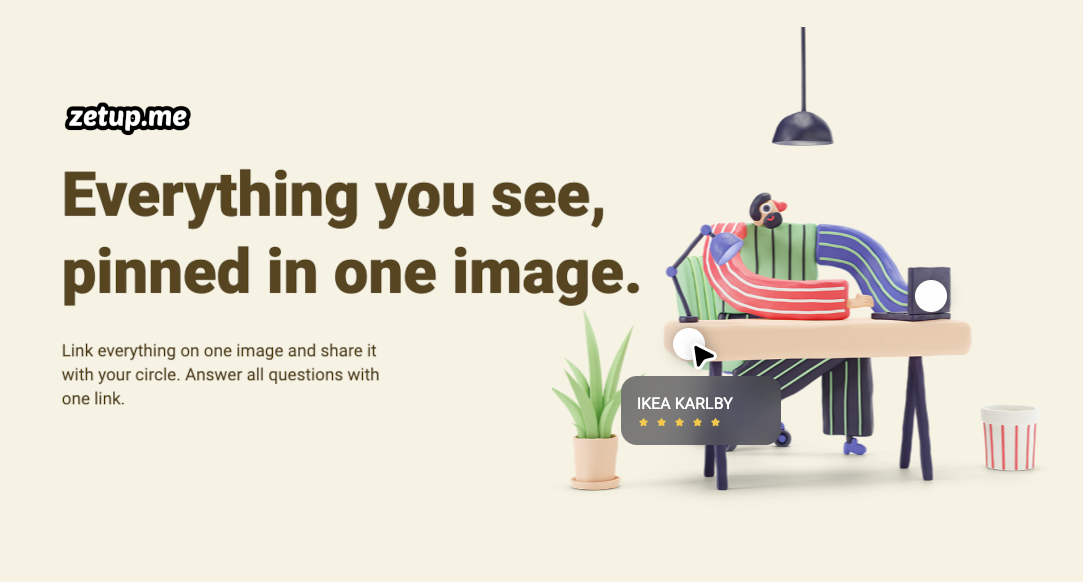 zetup.me
Everything you see,
pinned in one image.
Link everything on one image and share it
with your circle. Answer all questions with
one link.
IKEA KARLBY